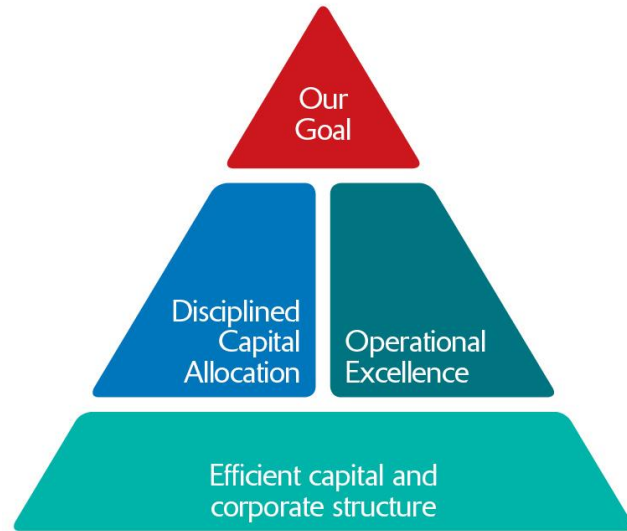 Our
Goal
Disciplined
Capital
Allocation
Operational
Excellence
Efficient capital and
corporate structure